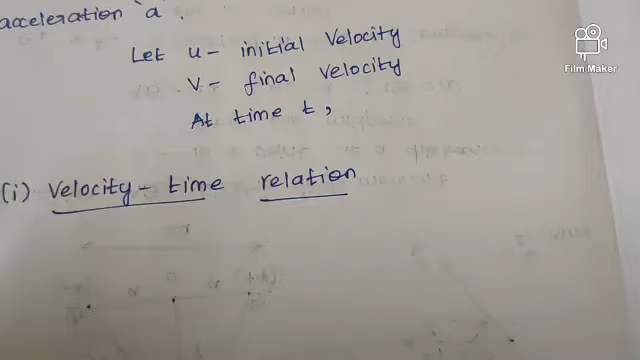 acceleration 'a'.
Let u - initial Velocity
V - final velocity
At time t,
(i) Velocity - time relation
Film Maker